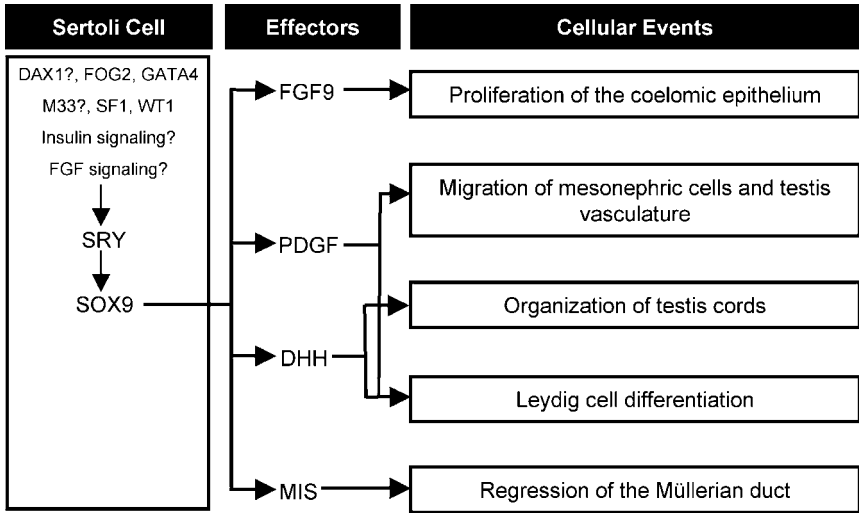 Sertoli Cell
Effectors
Cellular Events
DAX1?, FOG2, GATA4
M33?, SF1, WT1
Insulin signaling?
FGF signaling?
SRY
SOX9
FGF9
PDGF
DHH
MIS
Proliferation of the coelomic epithelium
Migration of mesonephric cells and testis
vasculature
Organization of testis cords
Leydig cell differentiation
Regression of the Müllerian duct